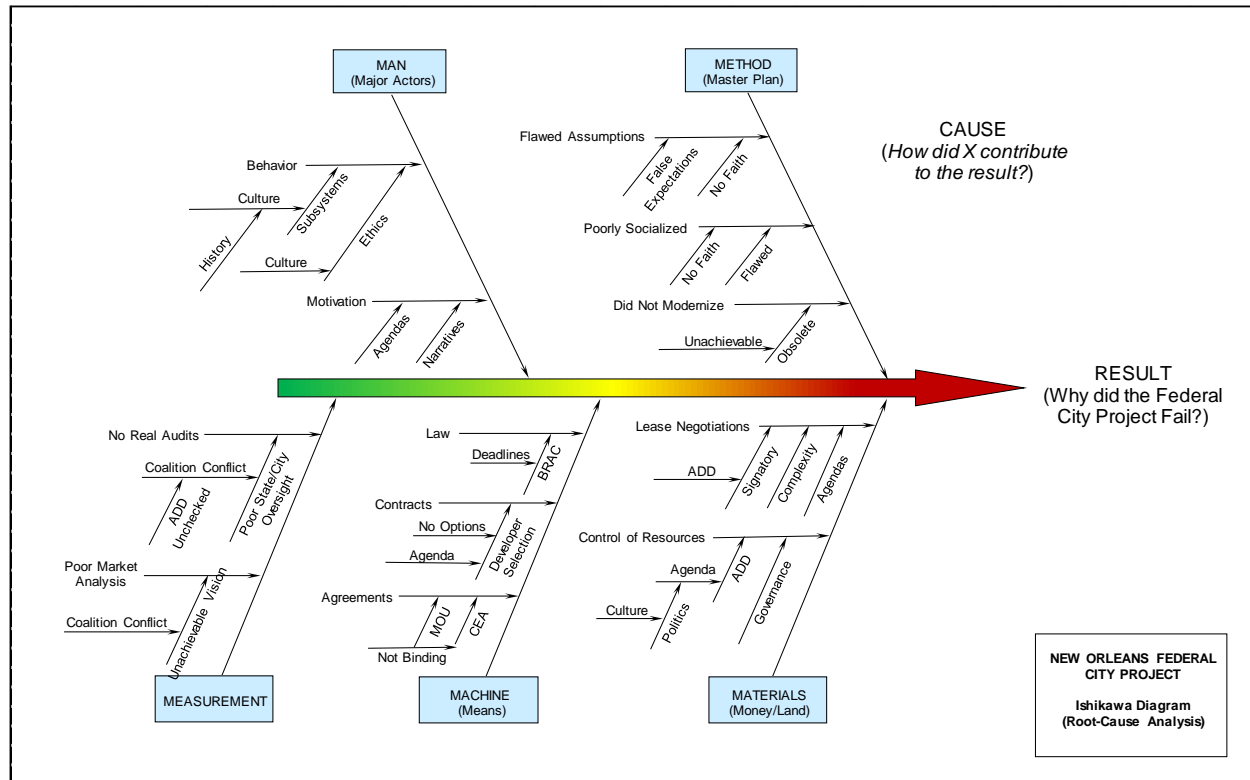 MAN
(Major Actors)
METHOD
(Master Plan)
CAUSE
(How did X contribute
to the result?)
Behavior
Culture
Subsystems
History
Culture
Ethics
Motivation
Agendas
Narratives
Flawed Assumptions
False
Expectations
No Faith
Poorly Socialized
No Faith
Flawed
Did Not Modernize
Unachievable
Obsolete
RESULT
(Why did the Federal
City Project Fail?)
No Real Audits
Coalition Conflict
ADD
Unchecked
Poor State/City
Oversight
Poor Market
Analysis
Unachievable Vision
Coalition Conflict
Law
Deadlines
BRAC
Contracts
No Options
Agenda
Developer
Selection
Agreements
MOU
CEA
Not Binding
Lease Negotiations
ADD
Signatory
Complexity
Agendas
Control of Resources
Agenda
ADD
Culture
Politics
Governance
MEASUREMENT
MACHINE
(Means)
MATERIALS
(Money/Land)
NEW ORLEANS FEDERAL
CITY PROJECT
Ishikawa Diagram
(Root-Cause Analysis)